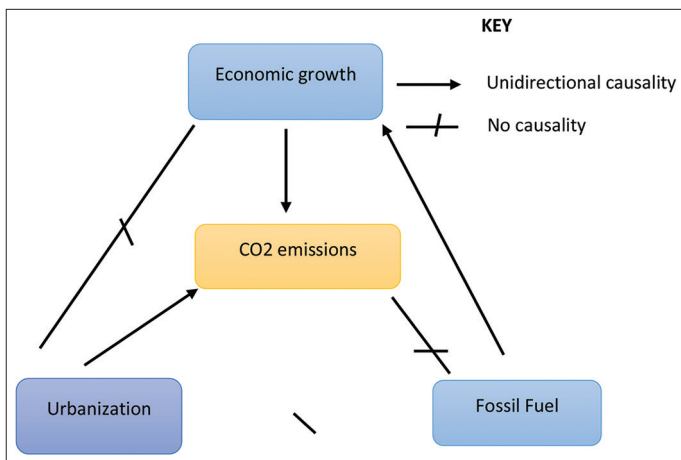 KEY
Economic growth
Unidirectional causality
No causality
CO2 emissions
Urbanization
Fossil Fuel